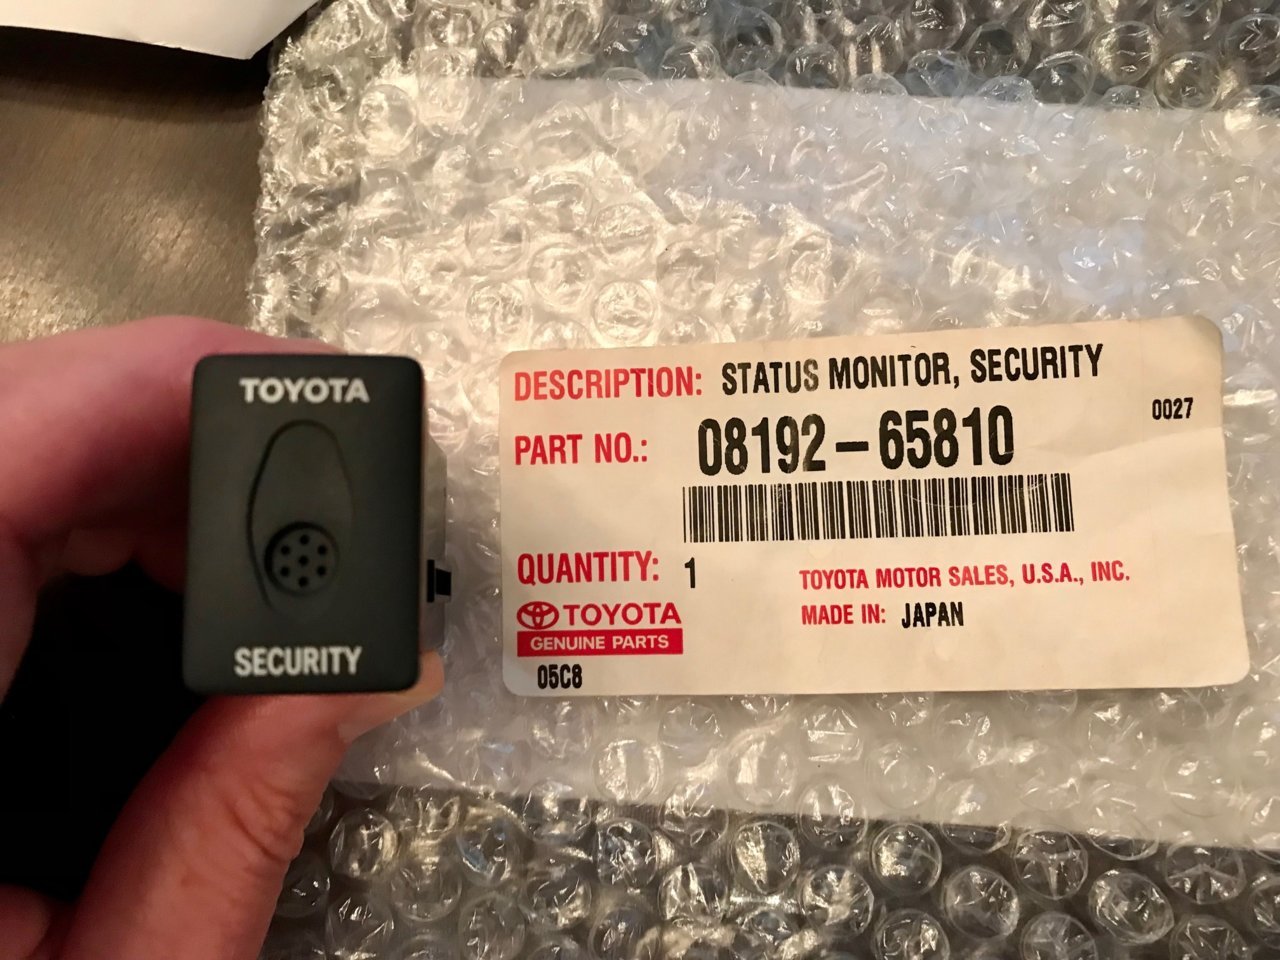 TOYOTA
SECURITY
DESCRIPTION: STATUS MONITOR, SECURITY
0027
PART NO.: 08192-65810
QUANTITY: 1
TOYOTA MOTOR SALES, U.S.A., INC.
TOYOTA
MADE IN: JAPAN
GENUINE PARTS
05C8